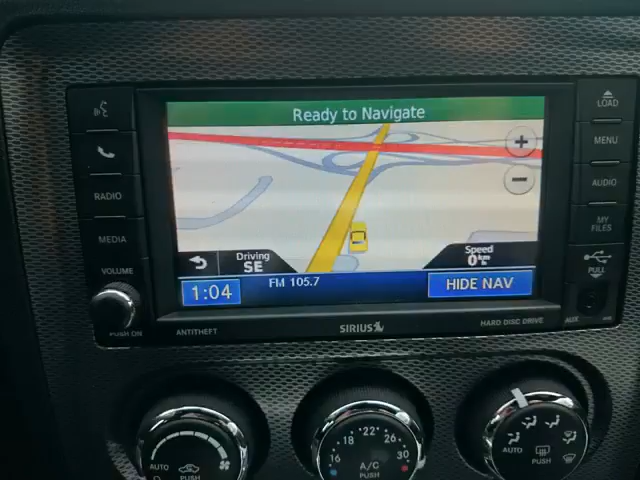 Ready to Navigate
LOAD
MENU
RADIO
AUDIO
MEDIA
MY
FILES
Driving
SE
Speed
0 km/h
PULL
VOLUME
1:04
FM 105.7
HIDE NAV
PUSH ON
ANTITHEFT
SIRIUS
HARD DISC DRIVE
AUX
16 18 22 26 30
A/C
PUSH
AUTO
PUSH
AUTO
PUSH